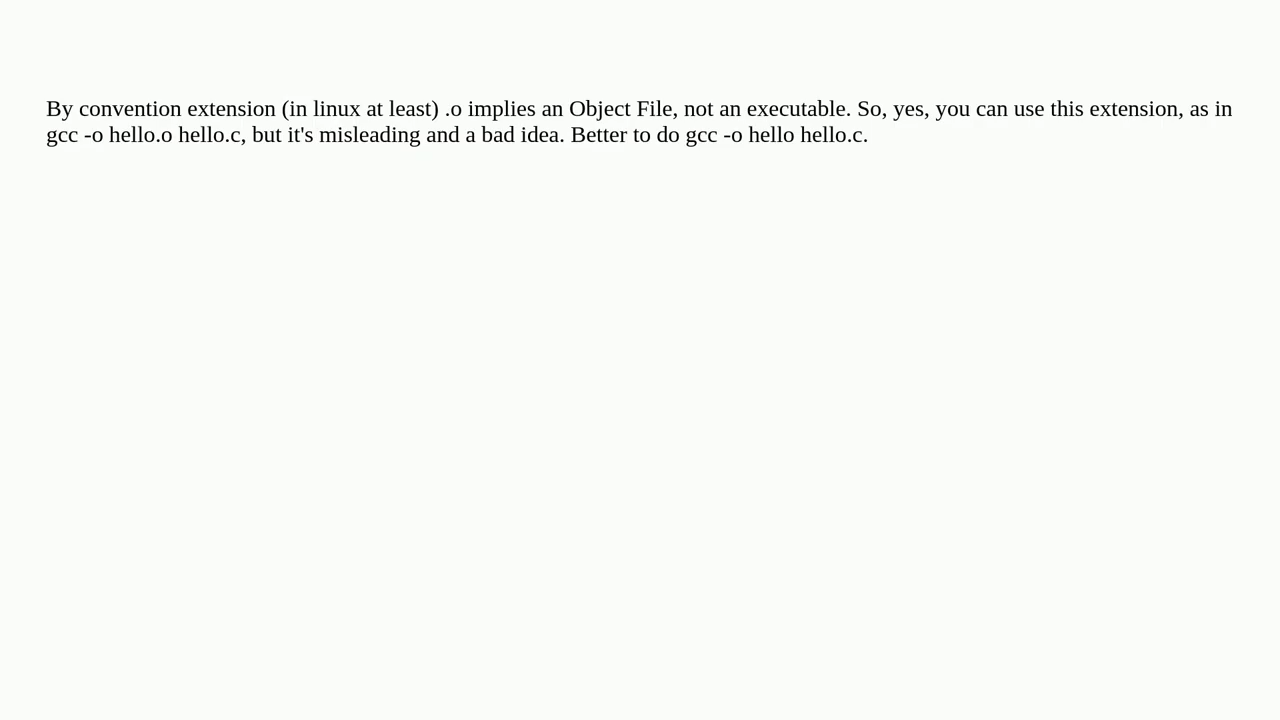 By convention extension (in linux at least) .o implies an Object File, not an executable. So, yes, you can use this extension, as in
gcc -o hello.o hello.c, but it's misleading and a bad idea. Better to do gcc -o hello hello.c.